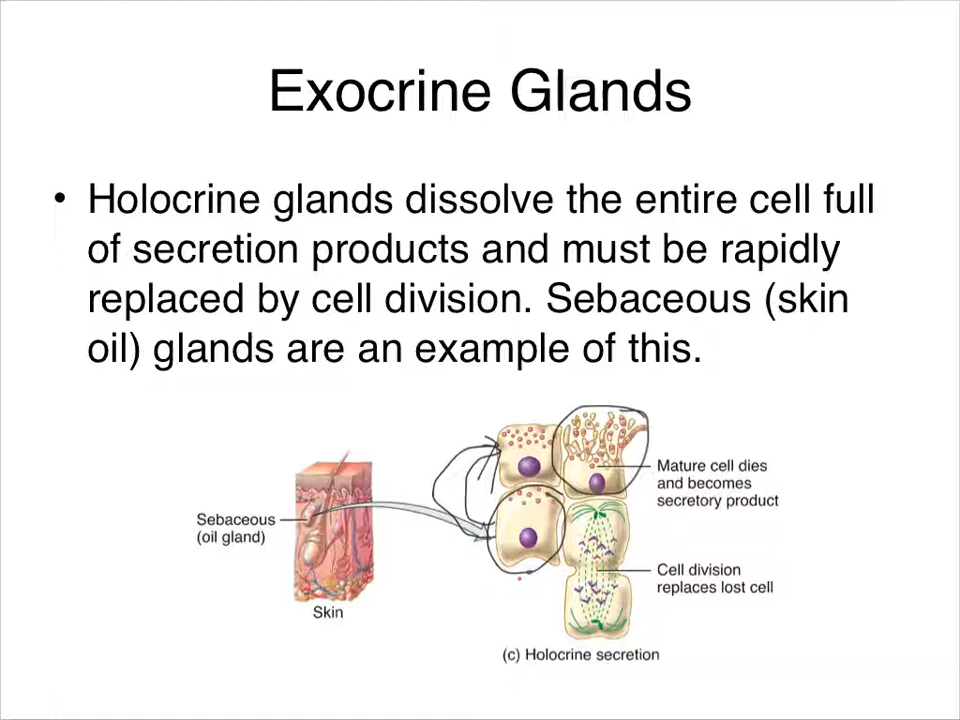 Exocrine Glands
• Holocrine glands dissolve the entire cell full
of secretion products and must be rapidly
replaced by cell division. Sebaceous (skin
oil) glands are an example of this.
Sebaceous
(oil gland)
Skin
Mature cell dies
and becomes
secretory product
Cell division
replaces lost cell
(c) Holocrine secretion